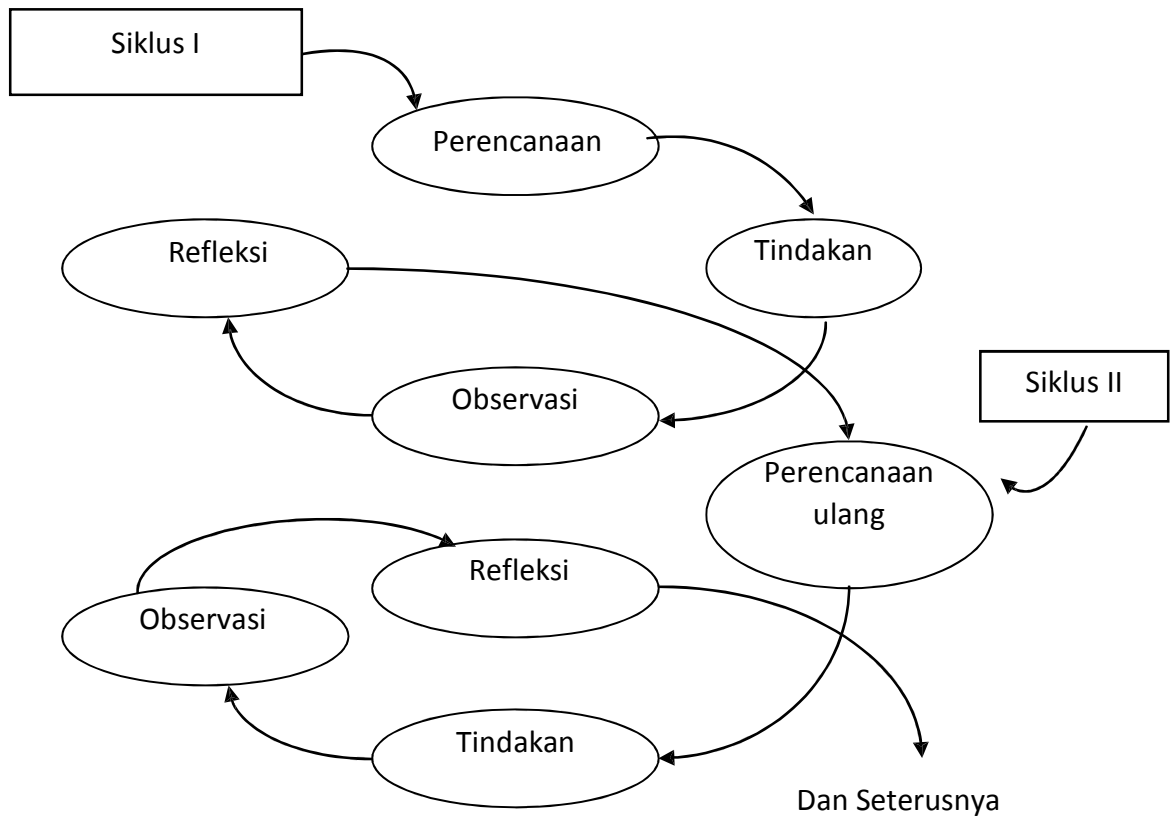 Siklus I
Perencanaan
Refleksi
Tindakan
Observasi
Siklus II
Perencanaan
ulang
Refleksi
Observasi
Tindakan
Dan Seterusnya